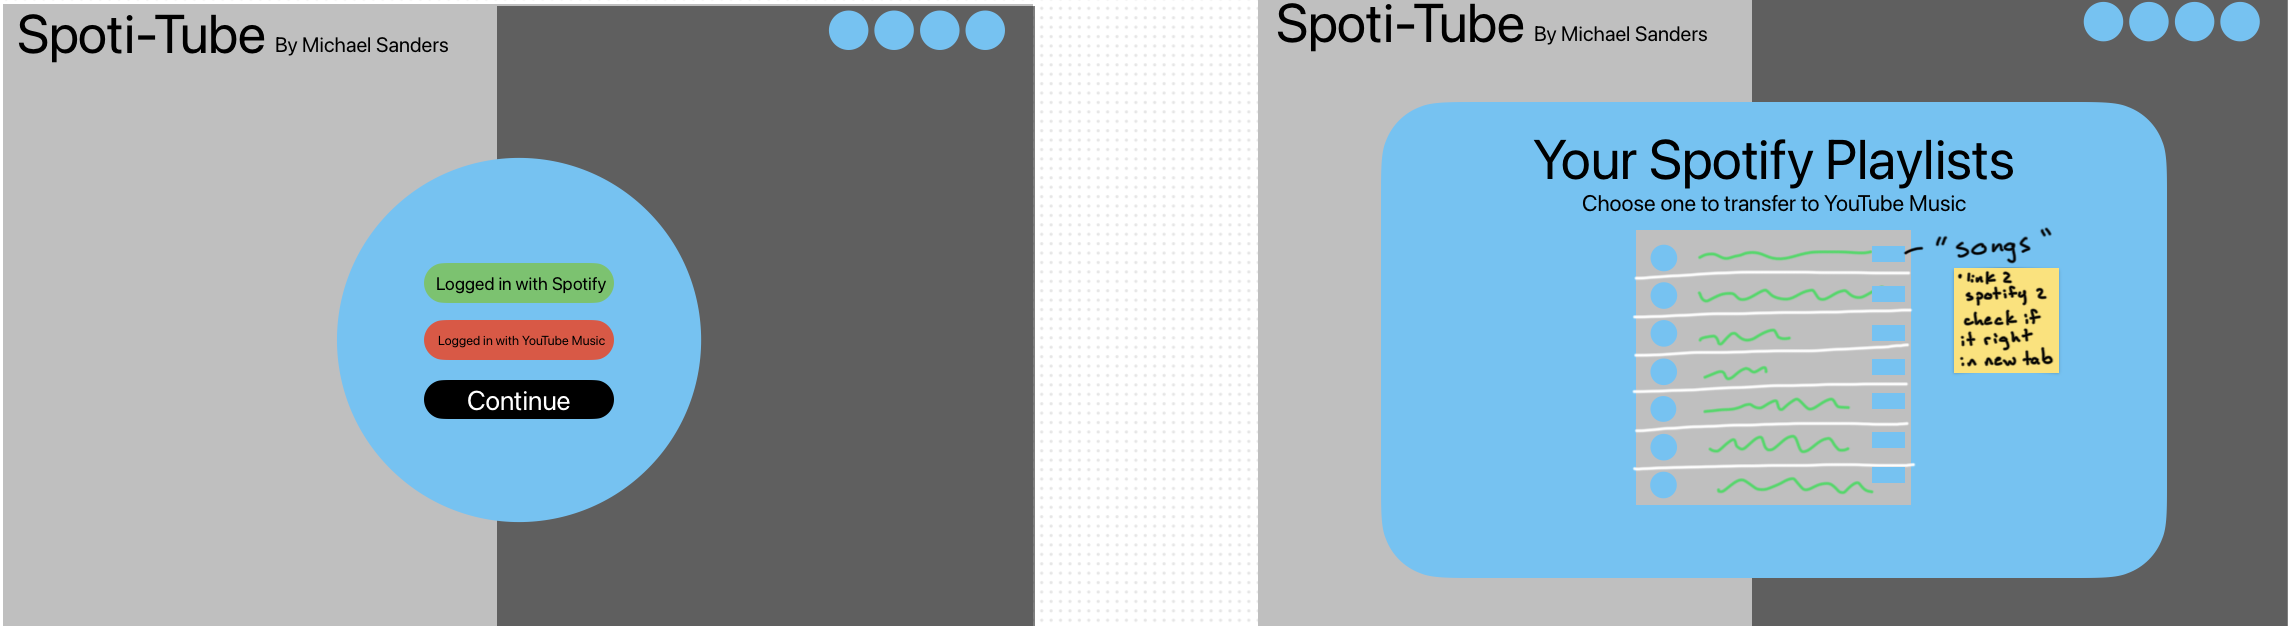 Spoti-Tube By Michael Sanders
Logged in with Spotify
Logged in with YouTube Music
Continue
Spoti-Tube By Michael Sanders
Your Spotify Playlists
Choose one to transfer to YouTube Music
"songs"
• link 2
spotify 2
check if
it right
in new tab